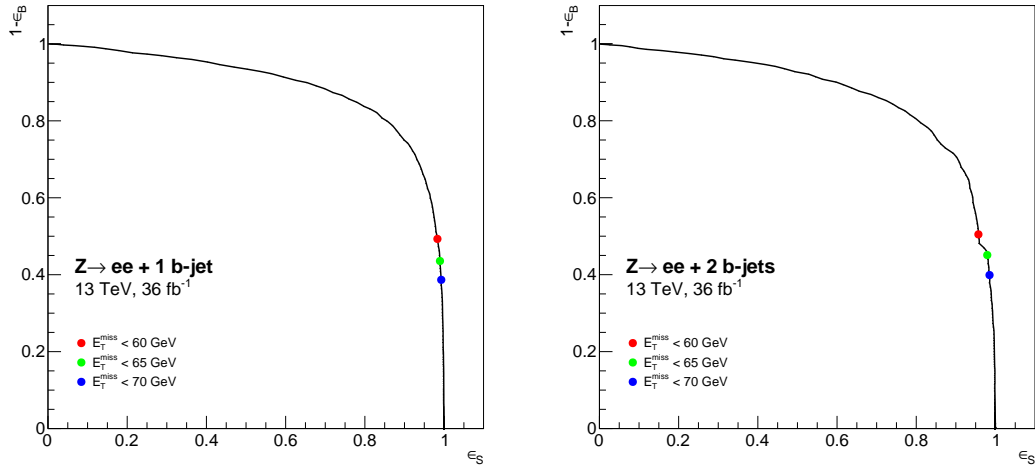 1-ϵ_B
1
0.8
0.6
0.4
0.2
0
Z→ ee + 1 b-jet
13 TeV, 36 fb⁻¹
E_T^miss < 60 GeV
E_T^miss < 65 GeV
E_T^miss < 70 GeV
0 0.2 0.4 0.6 0.8 1
ϵ_S
1-ϵ_B
1
0.8
0.6
0.4
0.2
0
Z→ ee + 2 b-jets
13 TeV, 36 fb⁻¹
E_T^miss < 60 GeV
E_T^miss < 65 GeV
E_T^miss < 70 GeV
0 0.2 0.4 0.6 0.8 1
ϵ_S